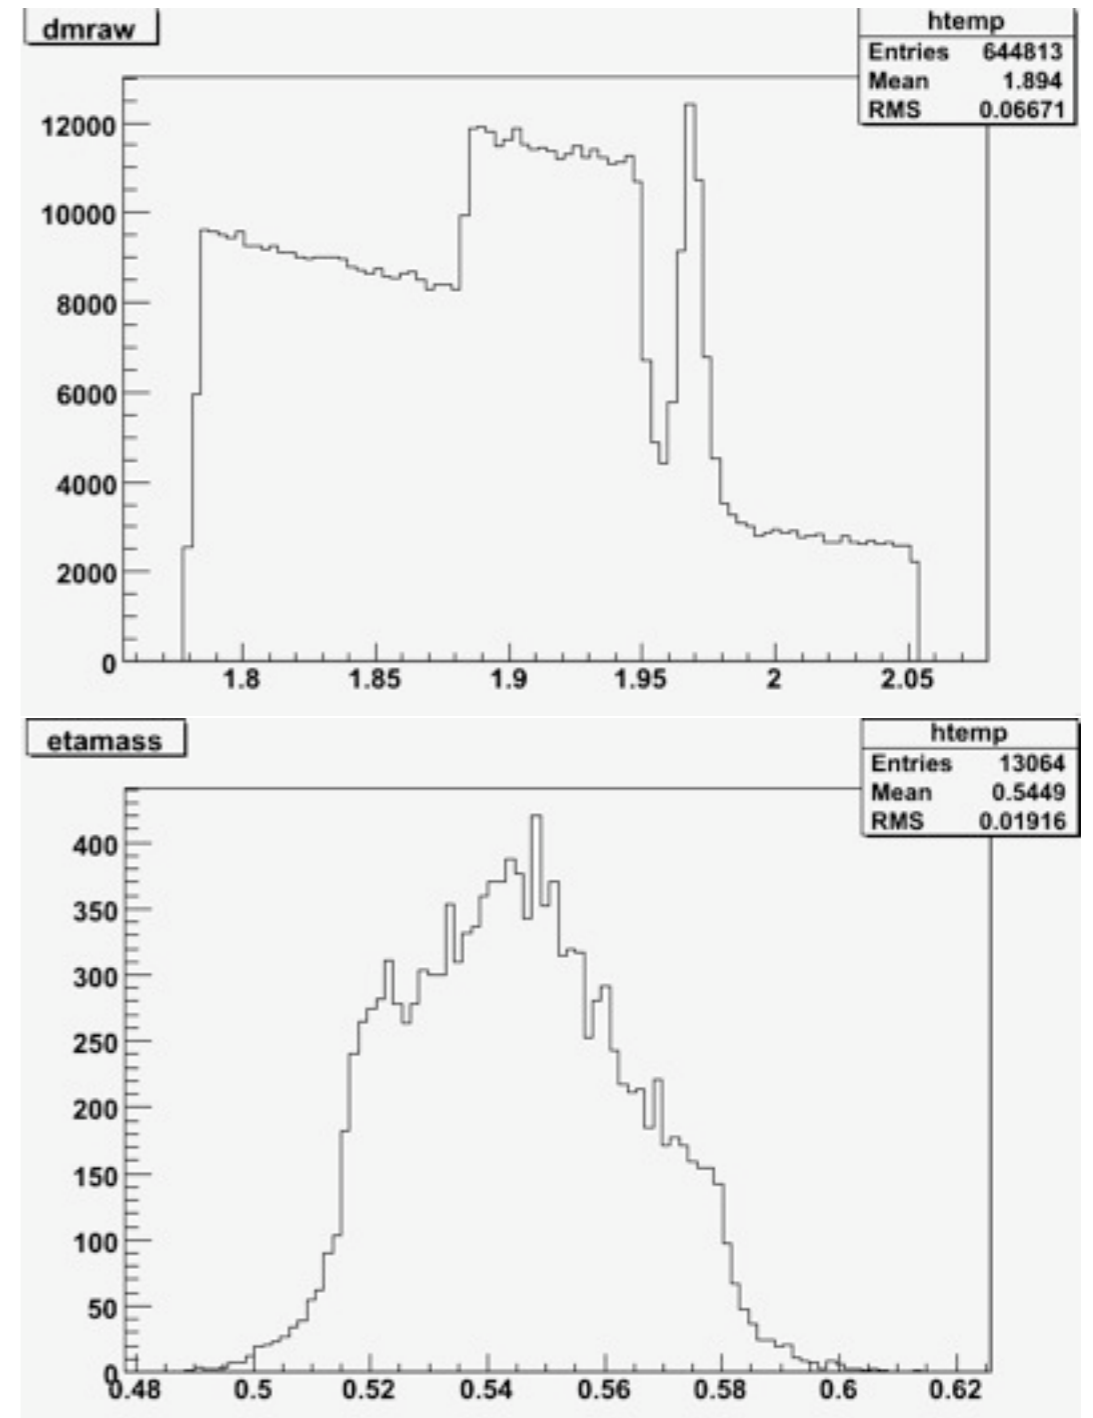 dmraw
htemp
Entries 644813
Mean 1.894
RMS 0.06671
12000
10000
8000
6000
4000
2000
0
1.8 1.85 1.9 1.95 2 2.05
etamass
htemp
Entries 13064
Mean 0.5449
RMS 0.01916
400
350
300
250
200
150
100
50
0
0.48 0.5 0.52 0.54 0.56 0.58 0.6 0.62